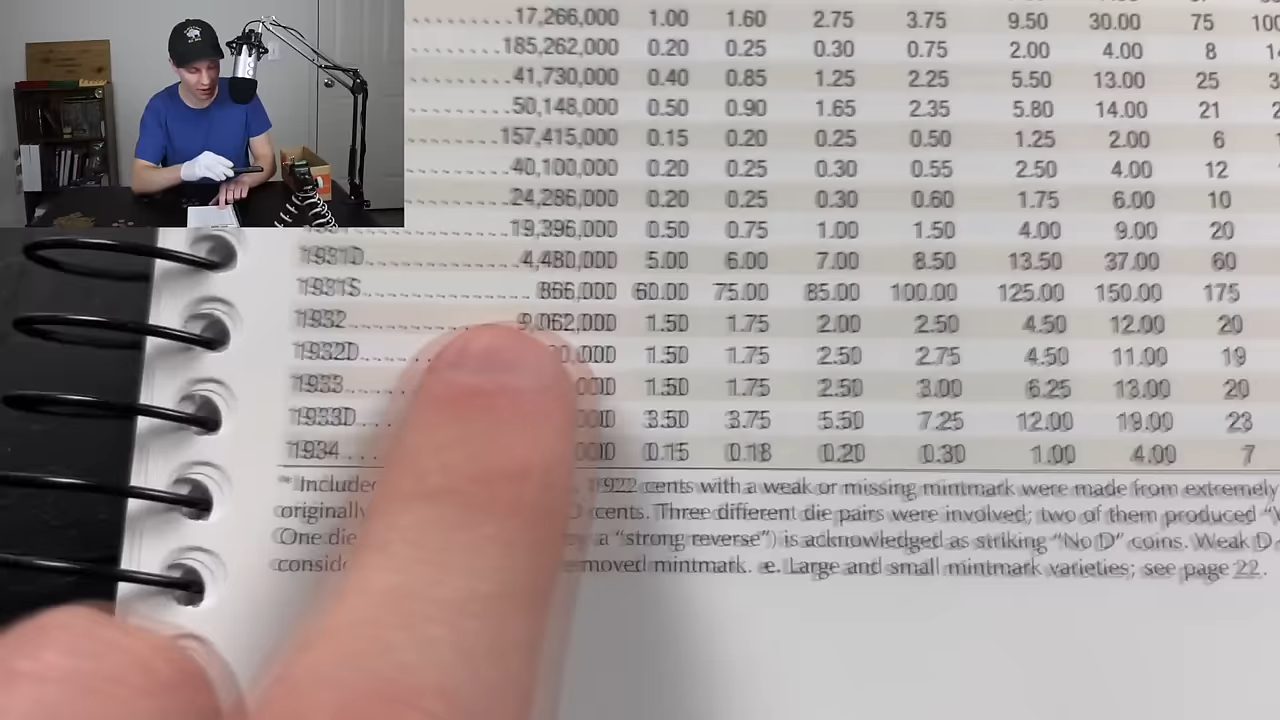 17,266,000 1.00 1.60 2.75 3.75 9.50 30.00 75
185,262,000 0.20 0.25 0.30 0.75 2.00 4.00 8
41,730,000 0.40 0.85 1.25 2.25 5.50 13.00 25
50,148,000 0.50 0.90 1.65 2.35 5.80 14.00 21
157,415,000 0.15 0.20 0.25 0.50 1.25 2.00 6
40,100,000 0.20 0.25 0.30 0.55 2.50 4.00 12
24,286,000 0.20 0.25 0.30 0.60 1.75 6.00 10
19,396,000 0.50 0.75 1.00 1.50 4.00 9.00 20
1931D 4,480,000 5.00 6.00 7.00 8.50 13.50 37.00 60
1931S 866,000 60.00 75.00 85.00 100.00 125.00 150.00 175
1932 9,062,000 1.50 1.75 2.00 2.50 4.50 12.00 20
1932D 1.50 1.75 2.50 2.75 4.50 11.00 19
1933 1.50 1.75 2.50 3.00 6.25 13.00 20
1933D 3.50 3.75 5.50 7.25 12.00 19.00 23
1934 0.15 0.18 0.20 0.30 1.00 4.00 7
* 1922 cents with a weak or missing mintmark were made from extremely
originally cents. Three different die pairs were involved; two of them produced
One die a "strong reverse") is acknowledged as striking "No D" coins. Weak D
mintmark. e. Large and small mintmark varieties; see page 22.